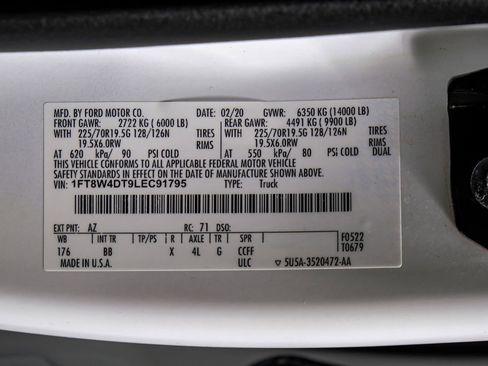 MFD. BY FORD MOTOR CO. 02/20 GVWR: 6350 KG (14000 LB)
FRONT GAWR: 2722 KG (6000 LB) REAR GAWR: 4491 KG (9900 LB)
WITH 225/70R19.5G 128/126N TIRES WITH 225/70R19.5G 128/126N TIRES
19.5X6.0RW RIMS 19.5X6.0RW RIMS
AT 620 kPa/ 90 PSI COLD AT 550 kPa/ 80 PSI COLD DUAL
THIS VEHICLE CONFORMS TO ALL APPLICABLE FEDERAL MOTOR VEHICLE
SAFETY STANDARDS IN EFFECT ON THE DATE OF MANUFACTURE SHOWN ABOVE.
VIN: 1FT8W4DT9LEC91795 TYPE: Truck
EXT PNT: AZ RC: 71 DSO:
WB INT TR TP/PS R AXLE TR SPR F0522
176 BB X 4L G CCFF T0679
MADE IN U.S.A. ULC ▽ 5U5A-3520472-AA